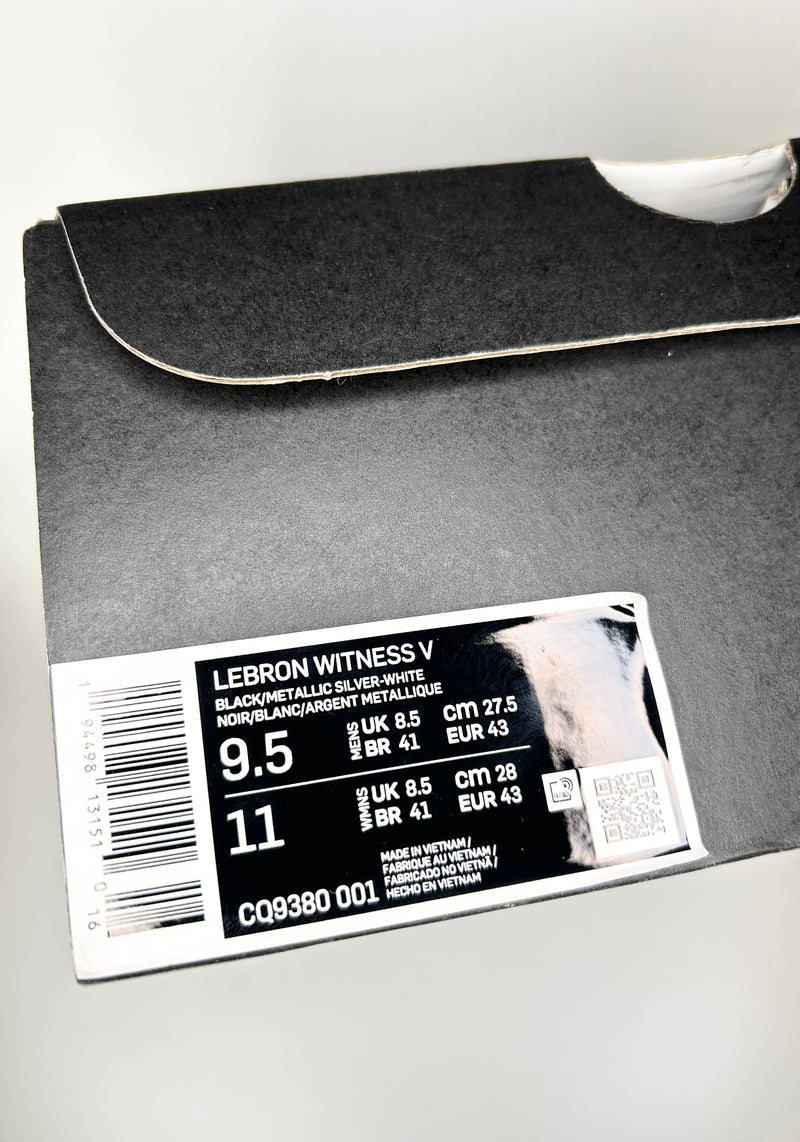 LEBRON WITNESS V
BLACK/METALLIC SILVER-WHITE
NOIR/BLANC/ARGENT METALLIQUE
9.5 MENS UK 8.5 cm 27.5
BR 41 EUR 43
11 WMNS UK 8.5 cm 28
BR 41 EUR 43
MADE IN VIETNAM /
FABRIQUE AU VIETNAM /
FABRICADO NO VIETNÃ /
HECHO EN VIETNAM
CQ9380 001
1 94498 13151 0 16